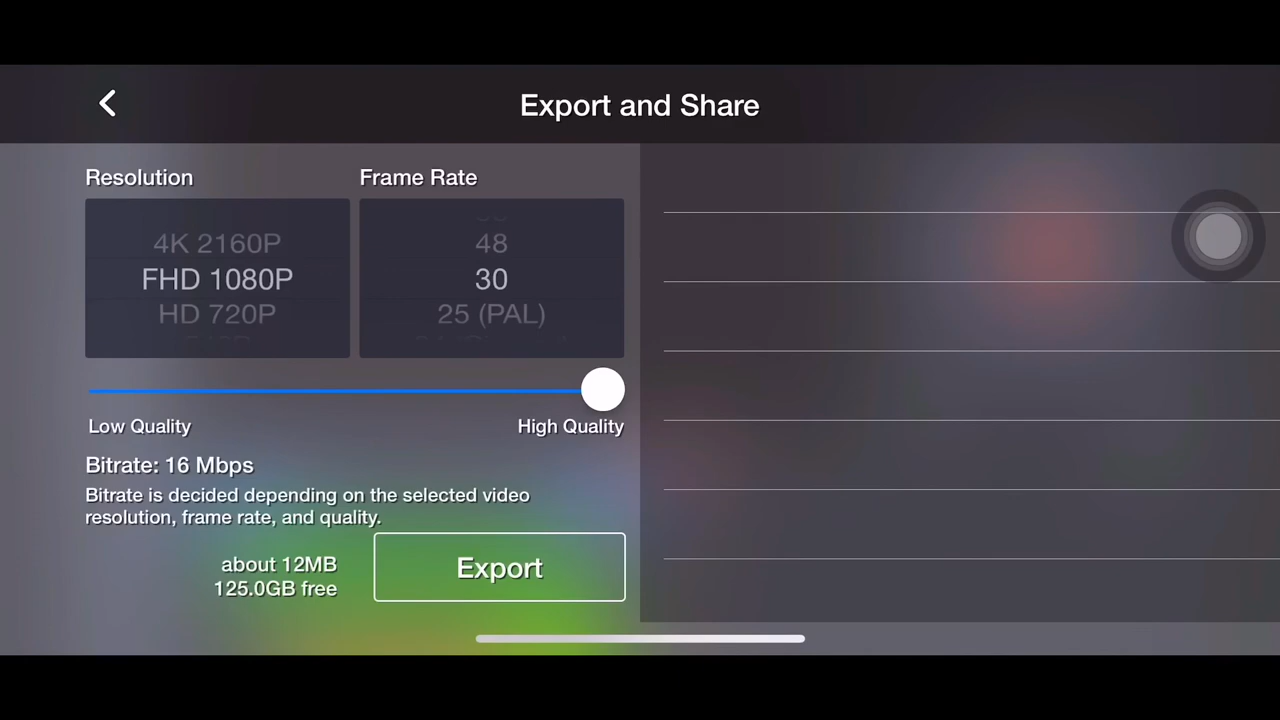 Export and Share
Resolution
Frame Rate
4K 2160P
FHD 1080P
HD 720P
48
30
25 (PAL)
Low Quality
High Quality
Bitrate: 16 Mbps
Bitrate is decided depending on the selected video
resolution, frame rate, and quality.
about 12MB
125.0GB free
Export